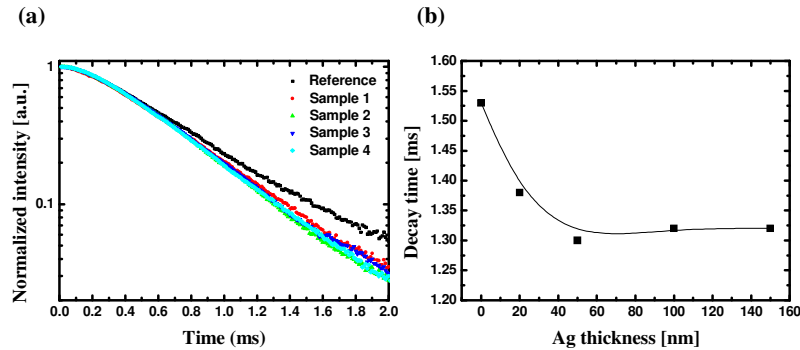 (a)
Normalized intensity [a.u.]
1
0.1
Reference
Sample 1
Sample 2
Sample 3
Sample 4
0.0 0.2 0.4 0.6 0.8 1.0 1.2 1.4 1.6 1.8 2.0
Time (ms)
(b)
Decay time [ms]
1.60
1.55
1.50
1.45
1.40
1.35
1.30
1.25
1.20
0 20 40 60 80 100 120 140 160
Ag thickness [nm]